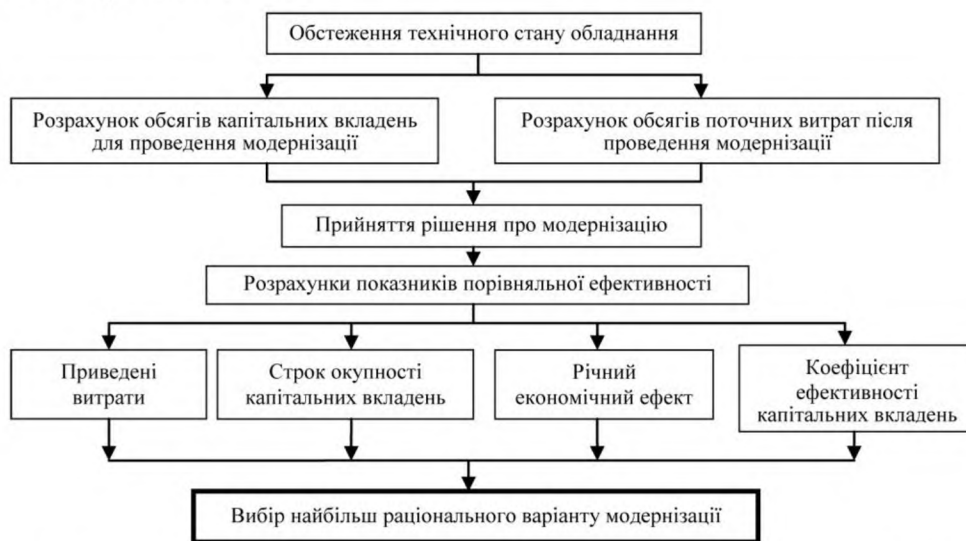 Обстеження технічного стану обладнання
Розрахунок обсягів капітальних вкладень
для проведення модернізації
Розрахунок обсягів поточних витрат після
проведення модернізації
Прийняття рішення про модернізацію
Розрахунки показників порівняльної ефективності
Приведені
витрати
Строк окупності
капітальних вкладень
Річний
економічний ефект
Коефіцієнт
ефективності
капітальних вкладень
Вибір найбільш раціонального варіанту модернізації